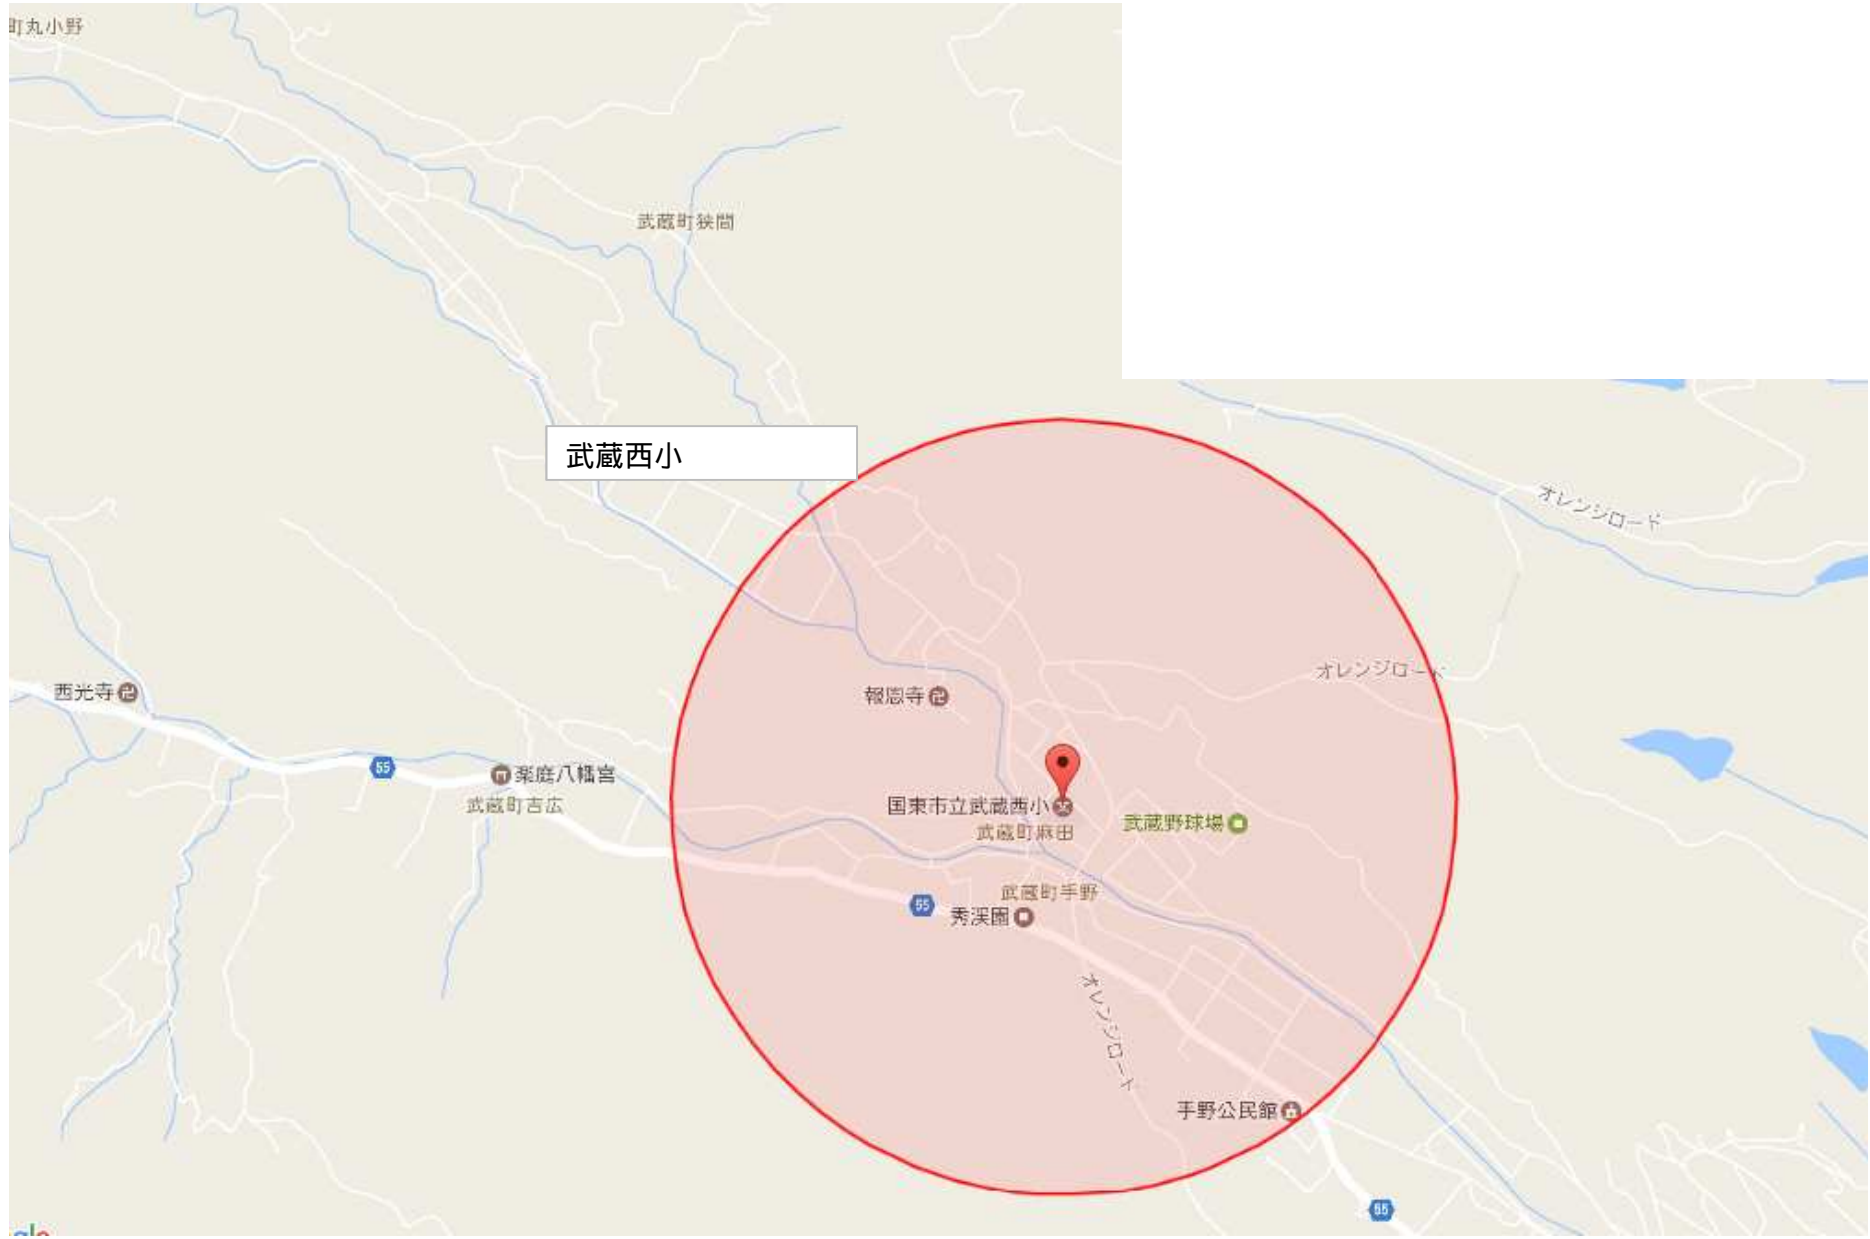 町丸小野
武蔵町狭間
武蔵西小
オレンジロード
オレンジロード
西光寺
報恩寺
55
楽庭八幡宮
武蔵町吉広
国東市立武蔵西小
武蔵町麻田
武蔵野球場
武蔵町手野
55
秀渓園
オレンジロード
手野公民館
55